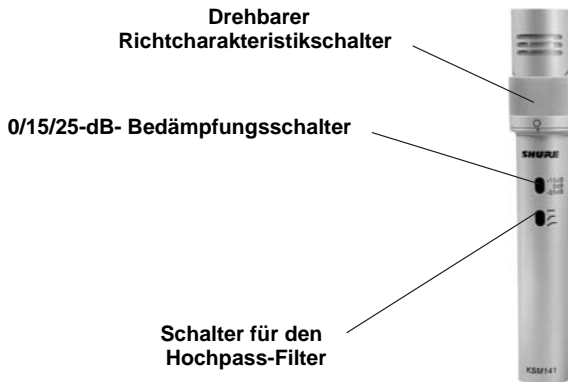 Drehbarer
Richtcharakteristikschalter
0/15/25-dB- Bedämpfungsschalter
SHURE
Schalter für den
Hochpass-Filter
KSM141